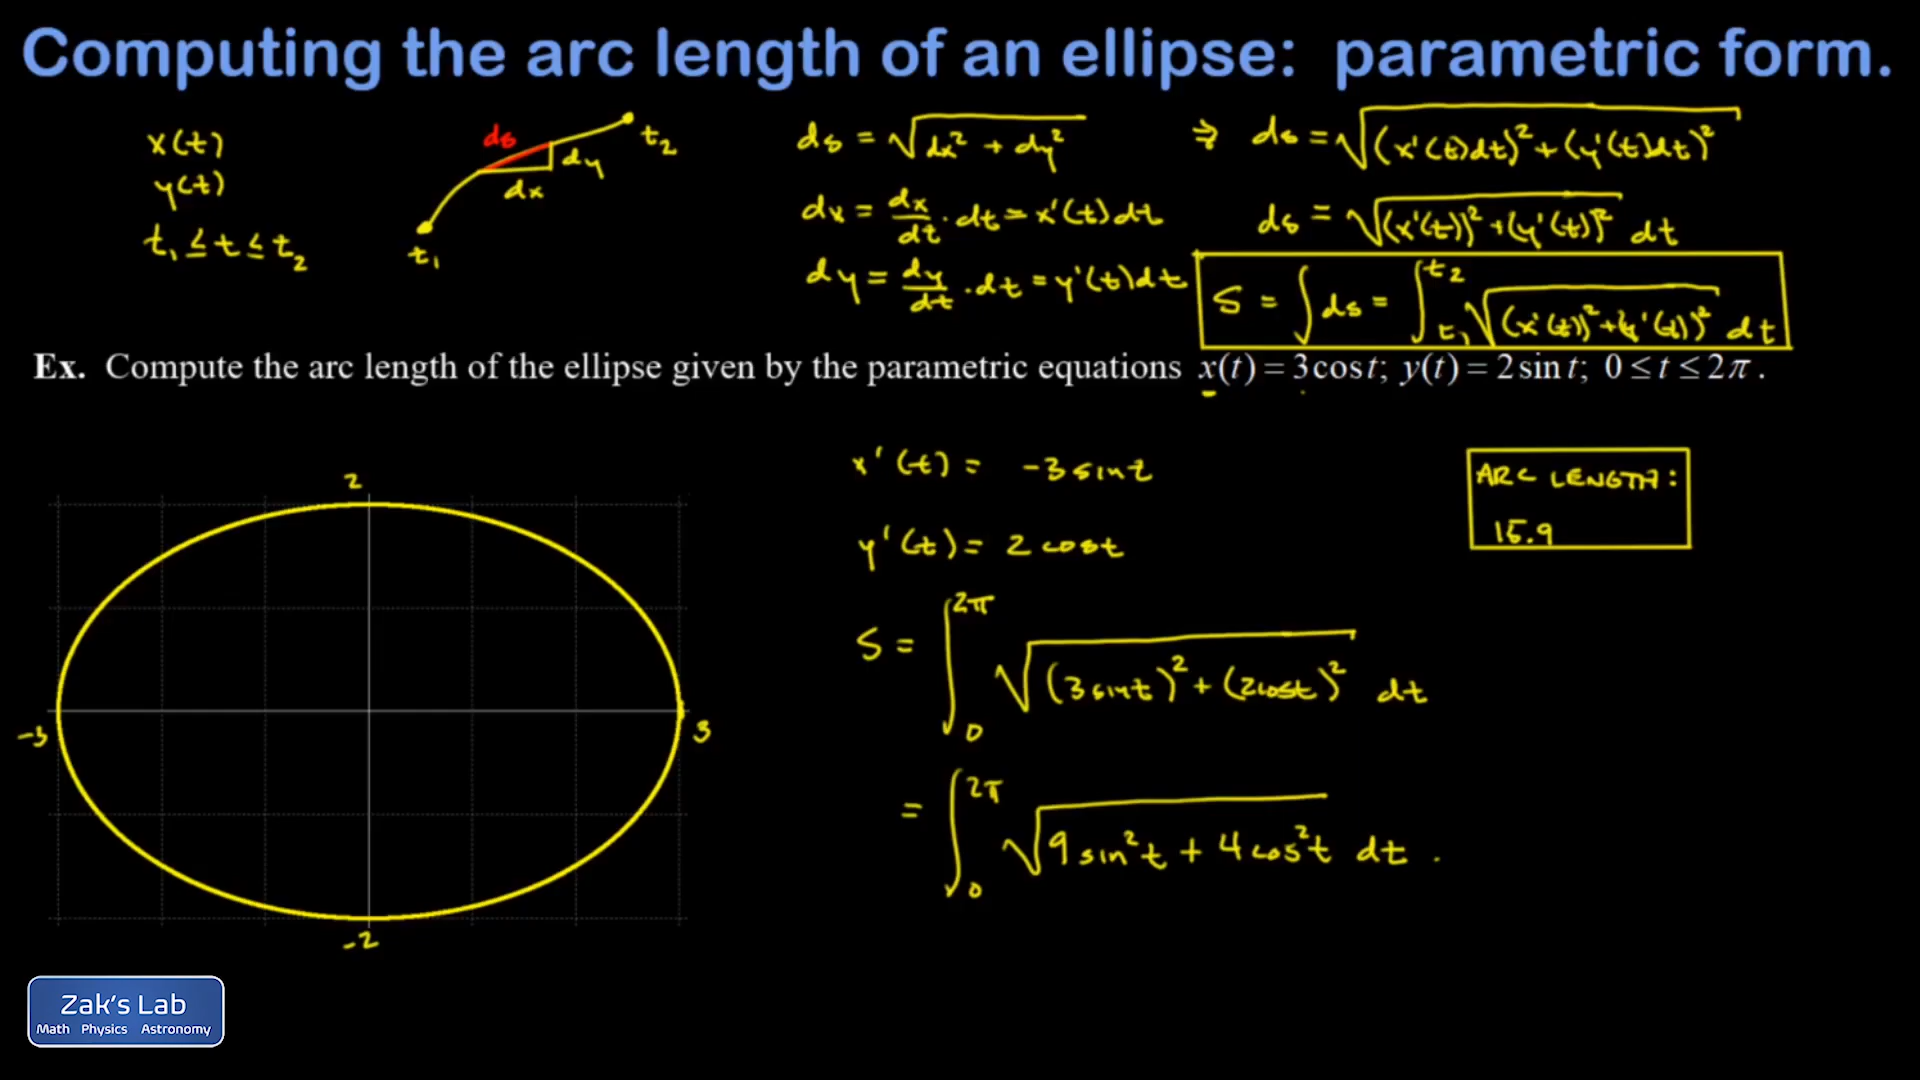 Computing the arc length of an ellipse: parametric form.
x(t)
y(t)
t₁ ≤ t ≤ t₂
ds
dx
dy
t₁
t₂
ds = √(dx² + dy²)
dx = dx/dt · dt = x'(t)dt
dy = dy/dt · dt = y'(t)dt
⇒ ds = √((x'(t)dt)² + (y'(t)dt)²)
ds = √((x'(t))² + (y'(t))²) dt
S = ∫ds = ∫_{t₁}^{t₂} √((x'(t))² + (y'(t))²) dt
Ex. Compute the arc length of the ellipse given by the parametric equations x(t) = 3cost; y(t) = 2sint; 0 ≤ t ≤ 2π.
2
-3
3
-2
x'(t) = -3sint
y'(t) = 2cost
S = ∫_0^{2π} √((3sint)² + (2cost)²) dt
= ∫_0^{2π} √(9sin²t + 4cos²t) dt.
ARC LENGTH:
15.9
Zak's Lab
Math Physics Astronomy